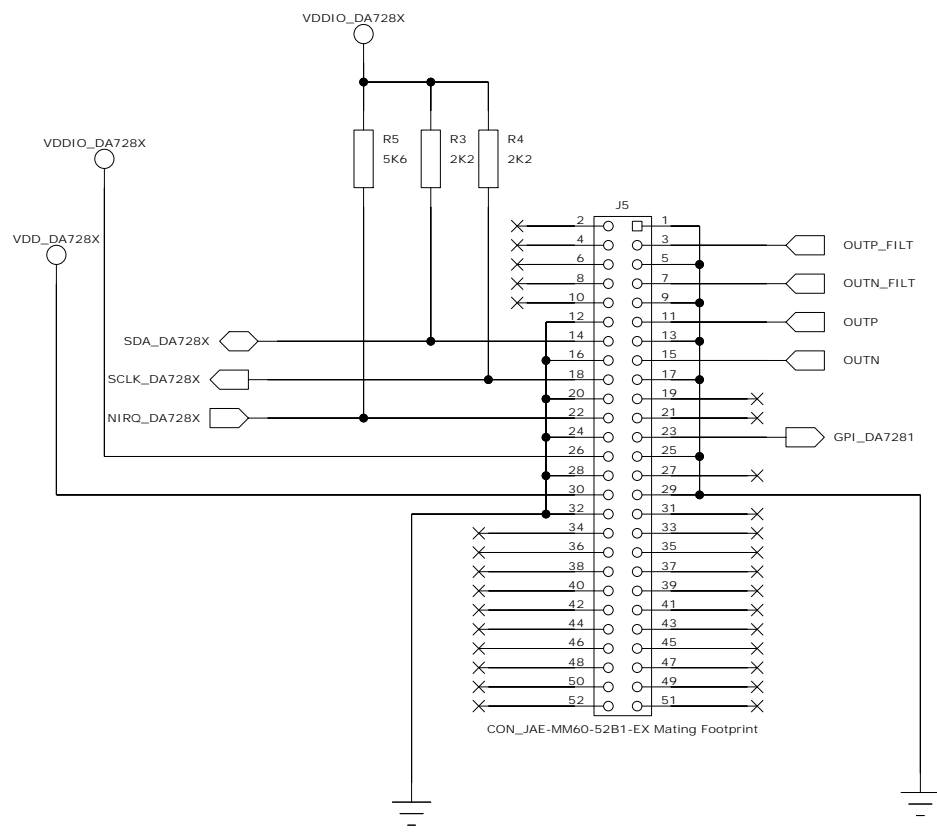 VDDIO_DA728X
VDDIO_DA728X
R5
5K6
R3
2K2
R4
2K2
VDD_DA728X
J5
2 1
4 3 OUTP_FILT
6 5
8 7 OUTN_FILT
10 9
12 11 OUTP
SDA_DA728X 14 13
16 15 OUTN
SCLK_DA728X 18 17
20 19
NIRQ_DA728X 22 21
24 23 GPI_DA7281
26 25
28 27
30 29
32 31
34 33
36 35
38 37
40 39
42 41
44 43
46 45
48 47
50 49
52 51
CON_JAE-MM60-52B1-EX Mating Footprint